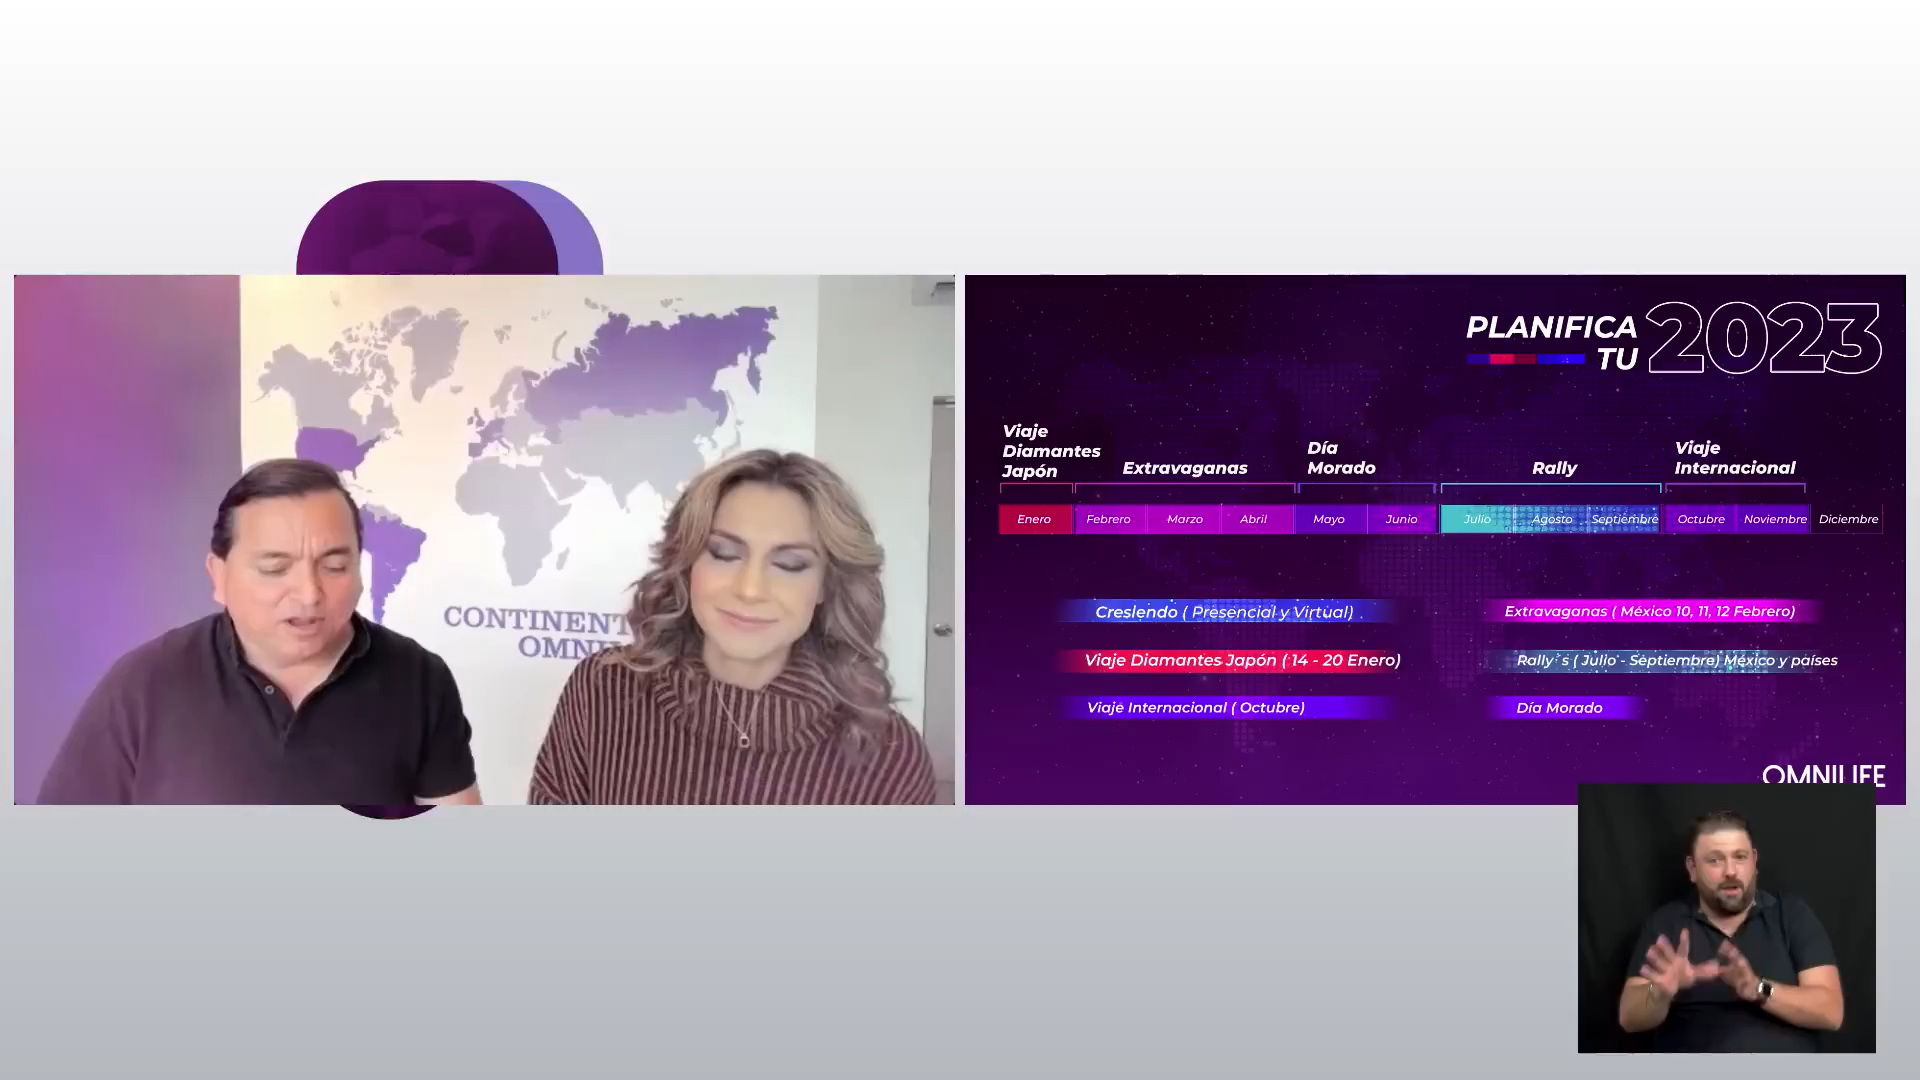 CONTINENT
OMNI
PLANIFICA
TU 2023
Viaje
Diamantes
Japón
Extravaganas
Día
Morado
Rally
Viaje
Internacional
Enero Febrero Marzo Abril Mayo Junio Julio Agosto Septiembre Octubre Noviembre Diciembre
Creslendo ( Presencial y Virtual)
Extravaganas ( México 10, 11, 12 Febrero)
Viaje Diamantes Japón ( 14 - 20 Enero)
Rally´s ( Julio - Septiembre) México y países
Viaje Internacional ( Octubre)
Día Morado
OMNILIFE